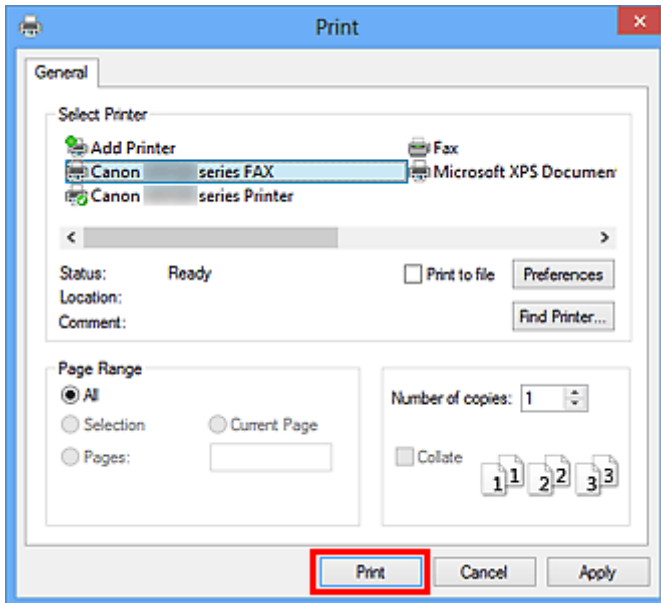 Print
General
Select Printer
Add Printer
Fax
Canon series FAX
Microsoft XPS Documen
Canon series Printer
Status: Ready
Print to file
Preferences
Location:
Comment:
Find Printer...
Page Range
All
Selection
Current Page
Pages:
Number of copies: 1
Collate
1 1 2 2 3 3
Print
Cancel
Apply